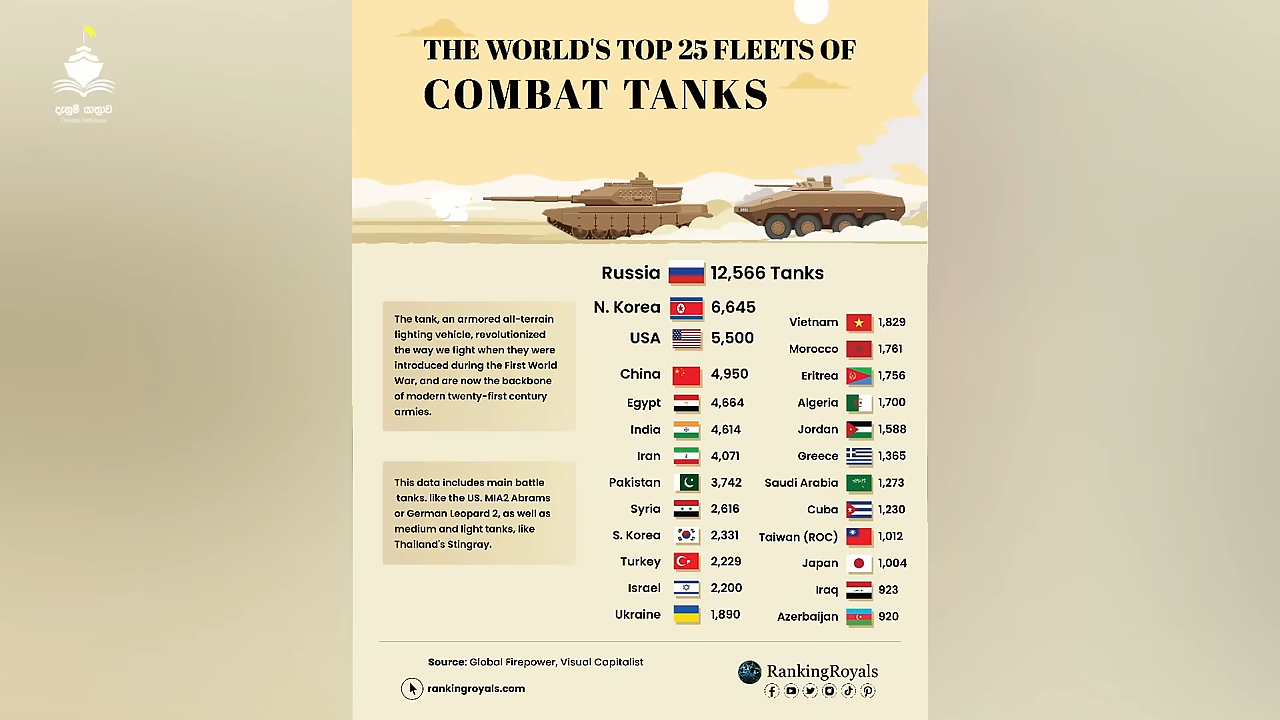 දැනුම් යාත්‍රාව
THE WORLD'S TOP 25 FLEETS OF
COMBAT TANKS
Russia 12,566 Tanks
N. Korea 6,645
USA 5,500
China 4,950
Egypt 4,664
India 4,614
Iran 4,071
Pakistan 3,742
Syria 2,616
S. Korea 2,331
Turkey 2,229
Israel 2,200
Ukraine 1,890
Vietnam 1,829
Morocco 1,761
Eritrea 1,756
Algeria 1,700
Jordan 1,588
Greece 1,365
Saudi Arabia 1,273
Cuba 1,230
Taiwan (ROC) 1,012
Japan 1,004
Iraq 923
Azerbaijan 920
The tank, an armored all-terrain
fighting vehicle, revolutionized
the way we fight when they were
introduced during the First World
War, and are now the backbone
of modern twenty-first century
armies.
This data includes main battle
tanks. like the US. MIA2 Abrams
or German Leopard 2, as well as
medium and light tanks, like
Thailand's Stingray.
Source: Global Firepower, Visual Capitalist
rankingroyals.com
RankingRoyals